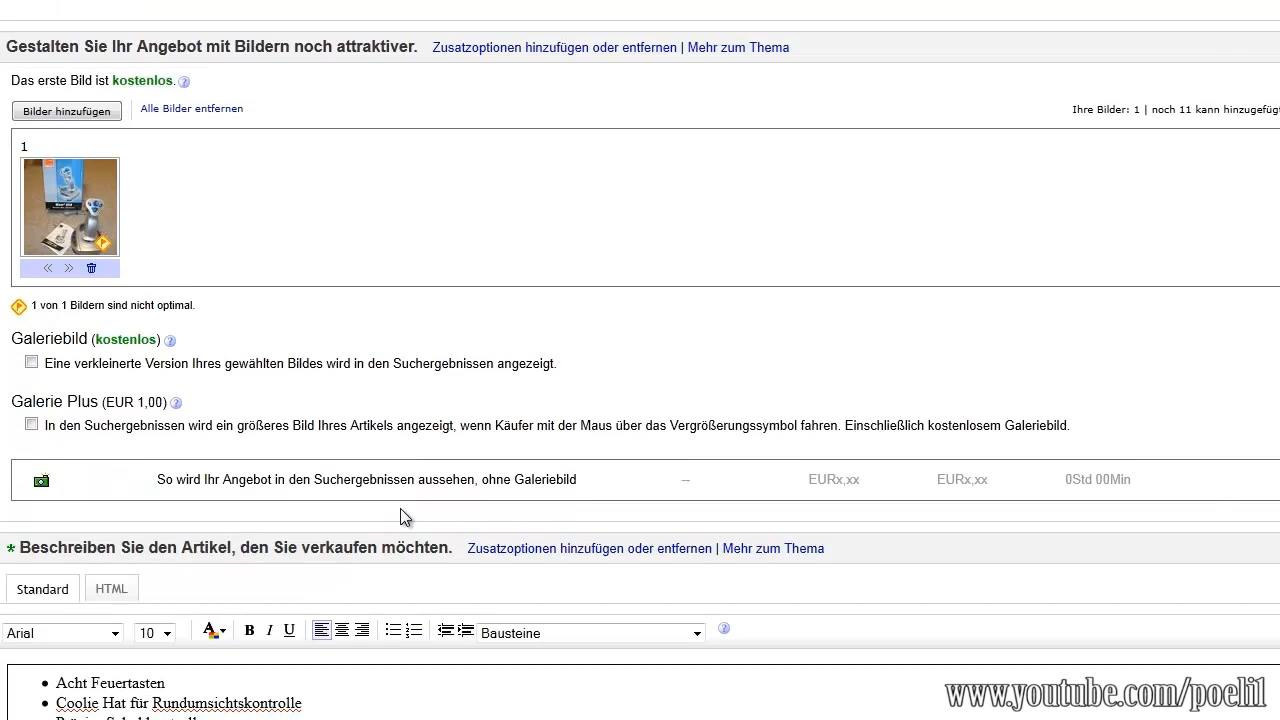 Gestalten Sie Ihr Angebot mit Bildern noch attraktiver. Zusatzoptionen hinzufügen oder entfernen | Mehr zum Thema
Das erste Bild ist kostenlos.
Bilder hinzufügen Alle Bilder entfernen Ihre Bilder: 1 | noch 11 kann hinzugefügt
1
1 von 1 Bildern sind nicht optimal.
Galeriebild (kostenlos)
Eine verkleinerte Version Ihres gewählten Bildes wird in den Suchergebnissen angezeigt.
Galerie Plus (EUR 1,00)
In den Suchergebnissen wird ein größeres Bild Ihres Artikels angezeigt, wenn Käufer mit der Maus über das Vergrößerungssymbol fahren. Einschließlich kostenlosem Galeriebild.
So wird Ihr Angebot in den Suchergebnissen aussehen, ohne Galeriebild -- EURx,xx EURx,xx 0Std 00Min
* Beschreiben Sie den Artikel, den Sie verkaufen möchten. Zusatzoptionen hinzufügen oder entfernen | Mehr zum Thema
Standard HTML
Arial 10 A B I U Bausteine
Acht Feuertasten
Coolie Hat für Rundumsichtskontrolle
www.youtube.com/poelil